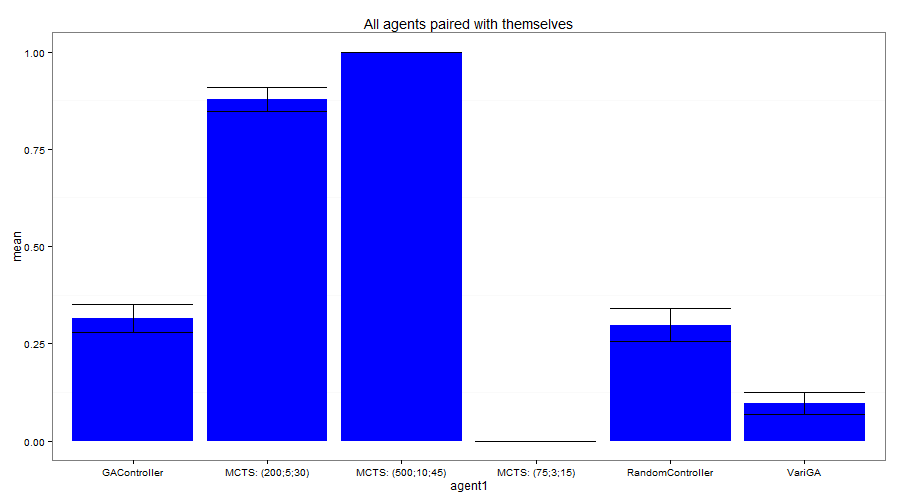 All agents paired with themselves
1.00
0.75
0.50
0.25
0.00
mean
GAController
MCTS: (200;5;30)
MCTS: (500;10;45)
MCTS: (75;3;15)
RandomController
VariGA
agent1